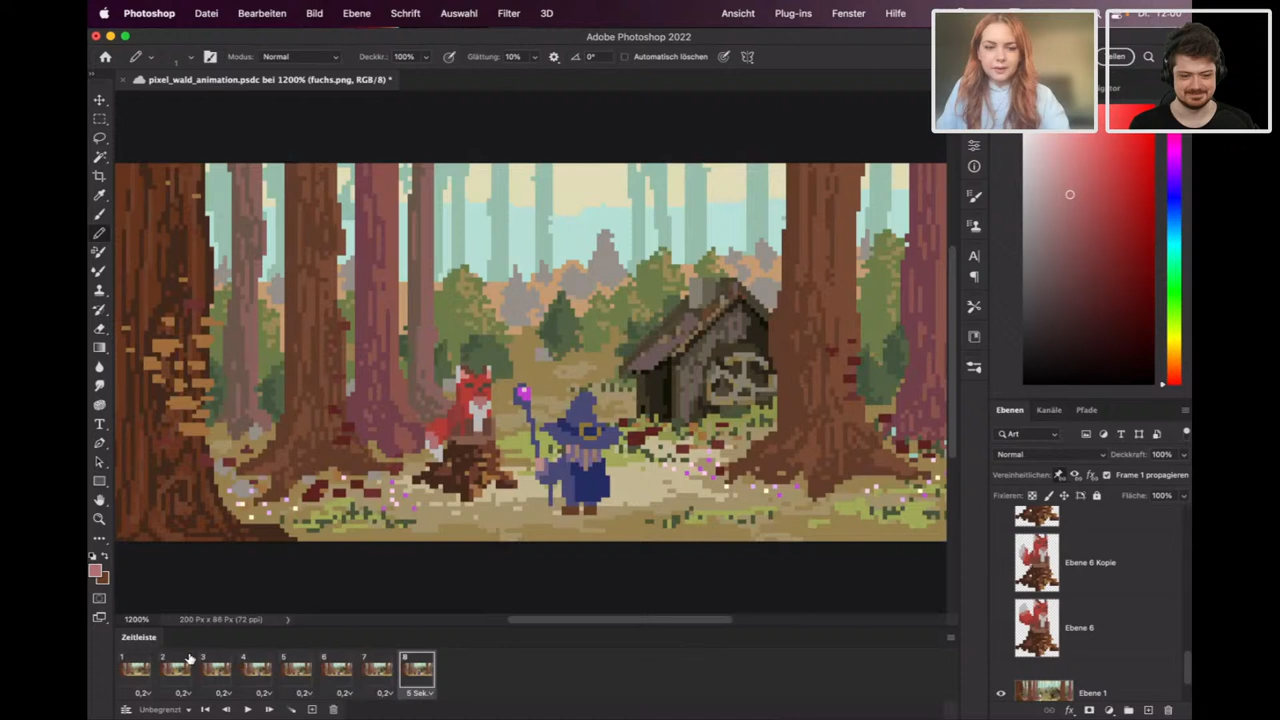 Photoshop Datei Bearbeiten Bild Ebene Schrift Auswahl Filter 3D Ansicht Plug-ins Fenster Hilfe
Adobe Photoshop 2022
1 Modus: Normal Deckkr.: 100% Glättung: 10% 0° Automatisch löschen
pixel_wald_animation.psdc bei 1200% (fuchs.png, RGB/8) *
Ebenen Kanäle Pfade
Art
Normal Deckkraft: 100%
Vereinheitlichen: Frame 1 propagieren
Fixieren: Fläche: 100%
Ebene 6 Kopie
Ebene 6
Ebene 1
1200% 200 Px x 86 Px (72 ppi)
Zeitleiste
1 2 3 4 5 6 7 8
0,2 0,2 0,2 0,2 0,2 0,2 0,2 5 Sek.
Unbegrenzt